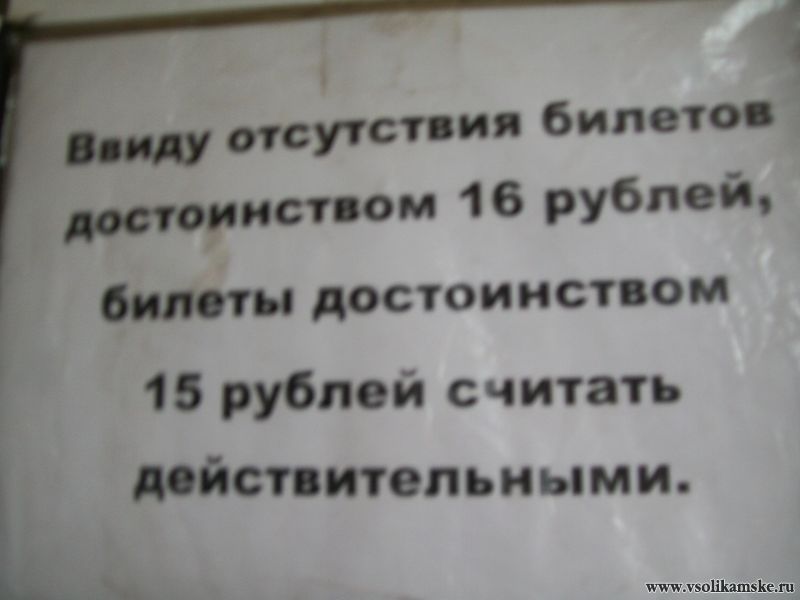 Ввиду отсутствия билетов
достоинством 16 рублей,
билеты достоинством
15 рублей считать
действительными.
www.vsolikamske.ru